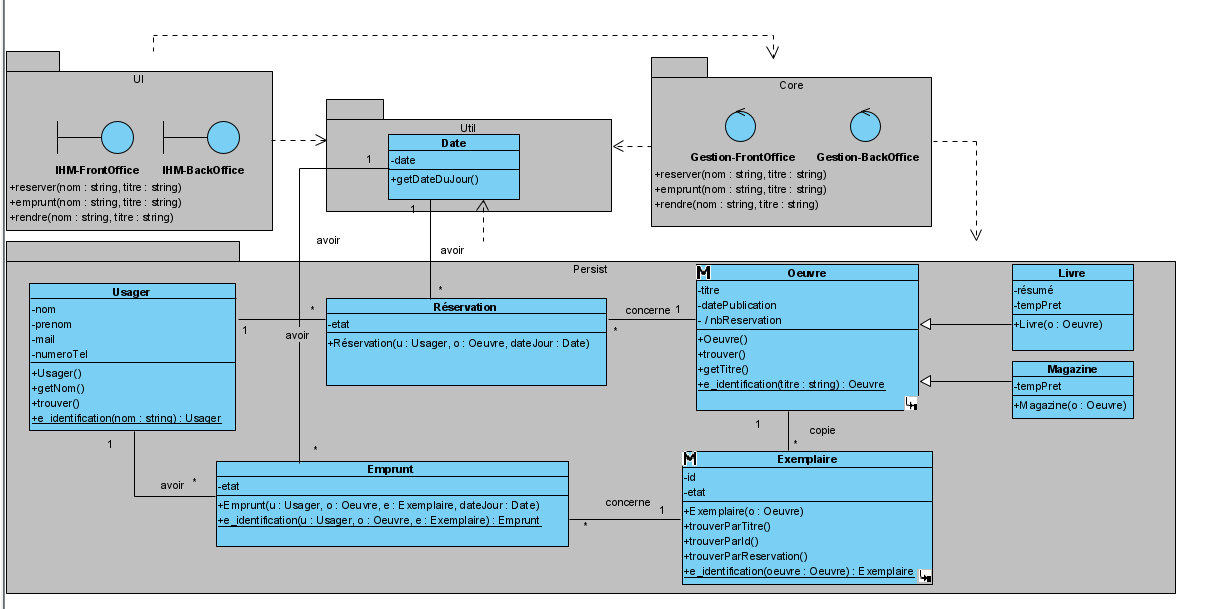 UI
IHM-FrontOffice
IHM-BackOffice
+reserver(nom : string, titre : string)
+emprunt(nom : string, titre : string)
+rendre(nom : string, titre : string)
Util
Date
-date
+getDateDuJour()
1
1
avoir
avoir
Core
Gestion-FrontOffice
Gestion-BackOffice
+reserver(nom : string, titre : string)
+emprunt(nom : string, titre : string)
+rendre(nom : string, titre : string)
Persist
Usager
-nom
-prenom
-mail
-numeroTel
+Usager()
+getNom()
+trouver()
+e_identification(nom : string) : Usager
1
*
avoir
*
Réservation
-etat
+Réservation(u : Usager, o : Oeuvre, dateJour : Date)
concerne
1
*
M
Oeuvre
-titre
-datePublication
- / nbReservation
+Oeuvre()
+trouver()
+getTitre()
+e_identification(titre : string) : Oeuvre
Livre
-résumé
-tempPret
+Livre(o : Oeuvre)
Magazine
-tempPret
+Magazine(o : Oeuvre)
1
copie
*
1
avoir
*
*
Emprunt
-etat
+Emprunt(u : Usager, o : Oeuvre, e : Exemplaire, dateJour : Date)
+e_identification(u : Usager, o : Oeuvre, e : Exemplaire) : Emprunt
concerne
1
*
M
Exemplaire
-id
-etat
+Exemplaire(o : Oeuvre)
+trouverParTitre()
+trouverParId()
+trouverParReservation()
+e_identification(oeuvre : Oeuvre) : Exemplaire